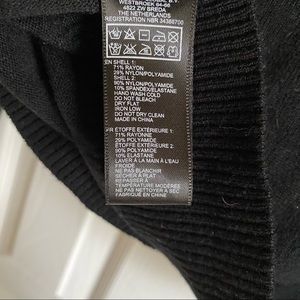 WESTBROEK 64-66
4822 ZW BREDA
THE NETHERLANDS
REGISTRATION NBR 34366700
EN SHELL 1:
71% RAYON
29% NYLON/POLYAMIDE
SHELL 2:
90% NYLON/POLYAMIDE
10% SPANDEX/ELASTANE
HAND WASH COLD
DO NOT BLEACH
DRY FLAT
IRON LOW
DO NOT DRY CLEAN
MADE IN CHINA
FR ÉTOFFE EXTÉRIEURE 1:
71% RAYONNE
29% POLYAMIDE
ÉTOFFE EXTÉRIEURE 2:
90% POLYAMIDE
10% ÉLASTANE
LAVER À LA MAIN À L'EAU
FROIDE
NE PAS BLANCHIR
SÉCHER À PLAT
REPASSER À
TEMPÉRATURE MODÉRÉE
NE PAS NETTOYER À SEC
FABRIQUÉ EN CHINE